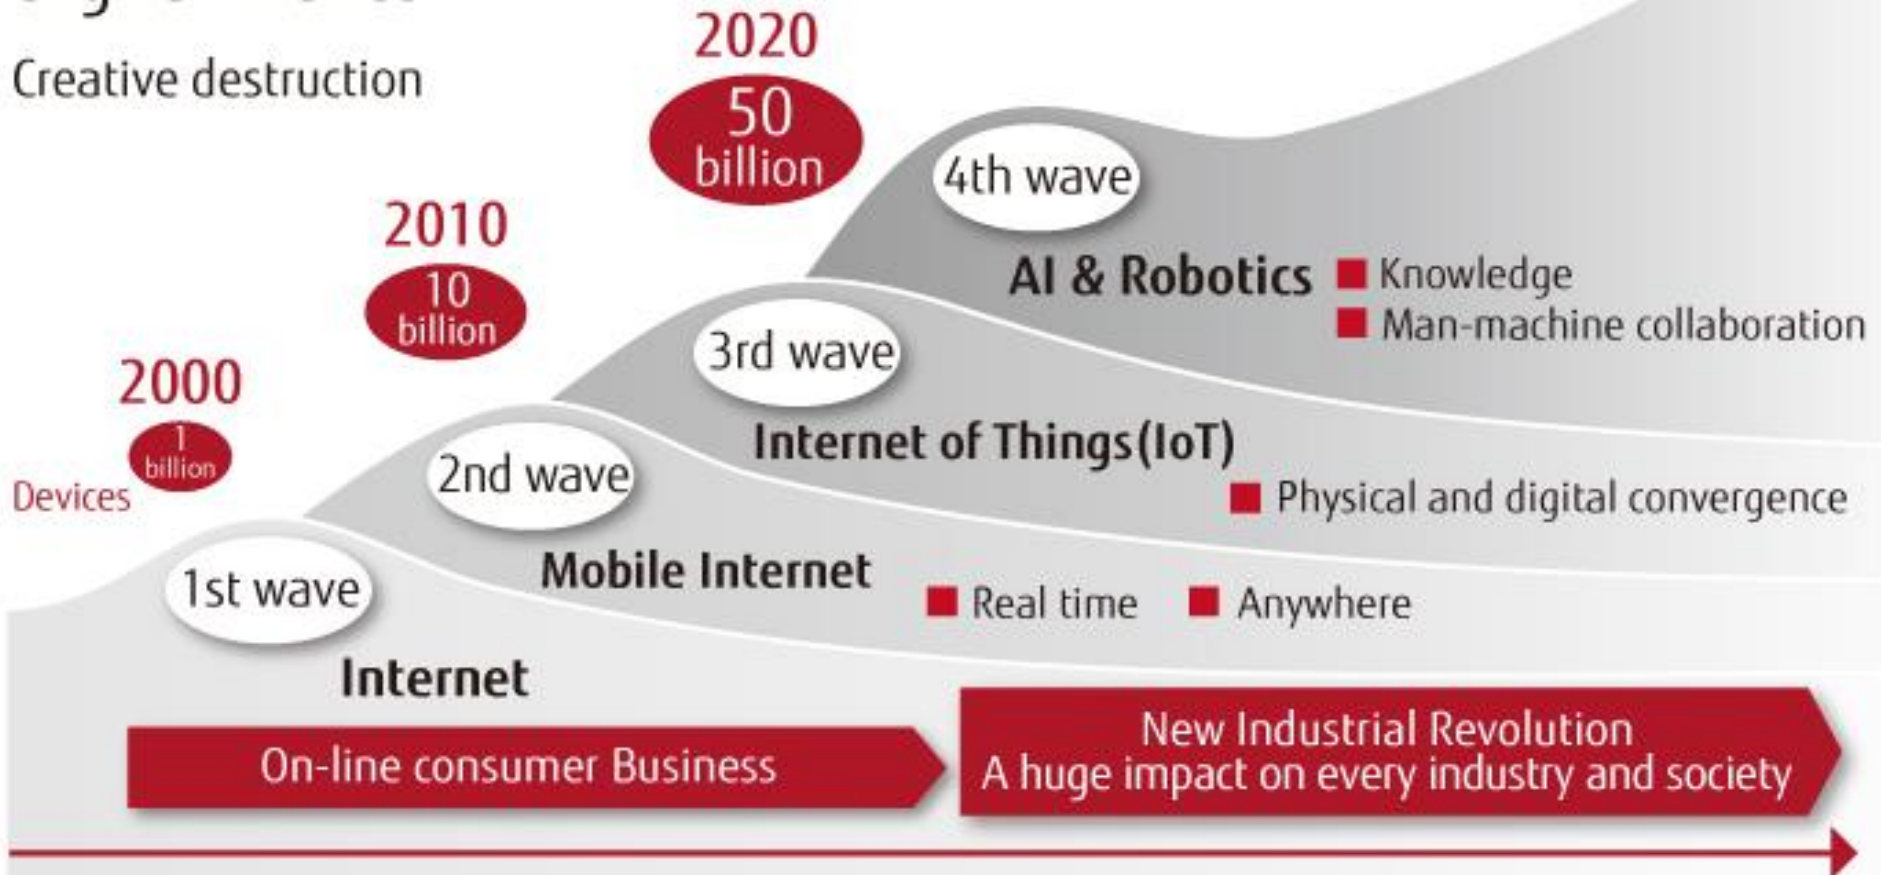 Creative destruction
2020
50
billion
4th wave
2010
10
billion
AI & Robotics
Knowledge
Man-machine collaboration
3rd wave
2000
1
billion
Devices
Internet of Things(IoT)
2nd wave
Physical and digital convergence
Mobile Internet
Real time
Anywhere
1st wave
Internet
New Industrial Revolution
On-line consumer Business
A huge impact on every industry and society